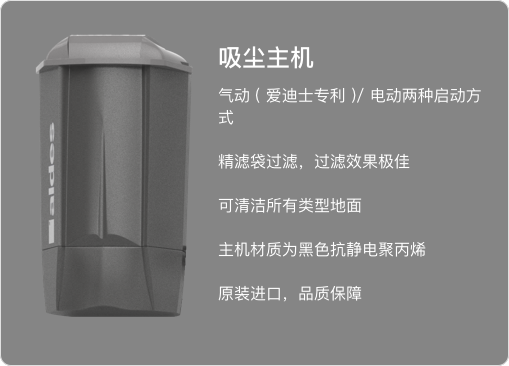 吸尘主机
气动（爱迪士专利）/ 电动两种启动方
式
精滤袋过滤，过滤效果极佳
可清洁所有类型地面
主机材质为黑色抗静电聚丙烯
原装进口，品质保障
aldes